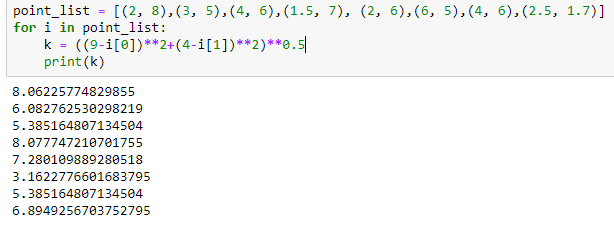 point_list = [(2, 8),(3, 5),(4, 6),(1.5, 7), (2, 6),(6, 5),(4, 6),(2.5, 1.7)]
for i in point_list:
    k = ((9-i[0])**2+(4-i[1])**2)**0.5
    print(k)
8.06225774829855
6.082762530298219
5.385164807134504
8.077747210701755
7.280109889280518
3.1622776601683795
5.385164807134504
6.8949256703752795